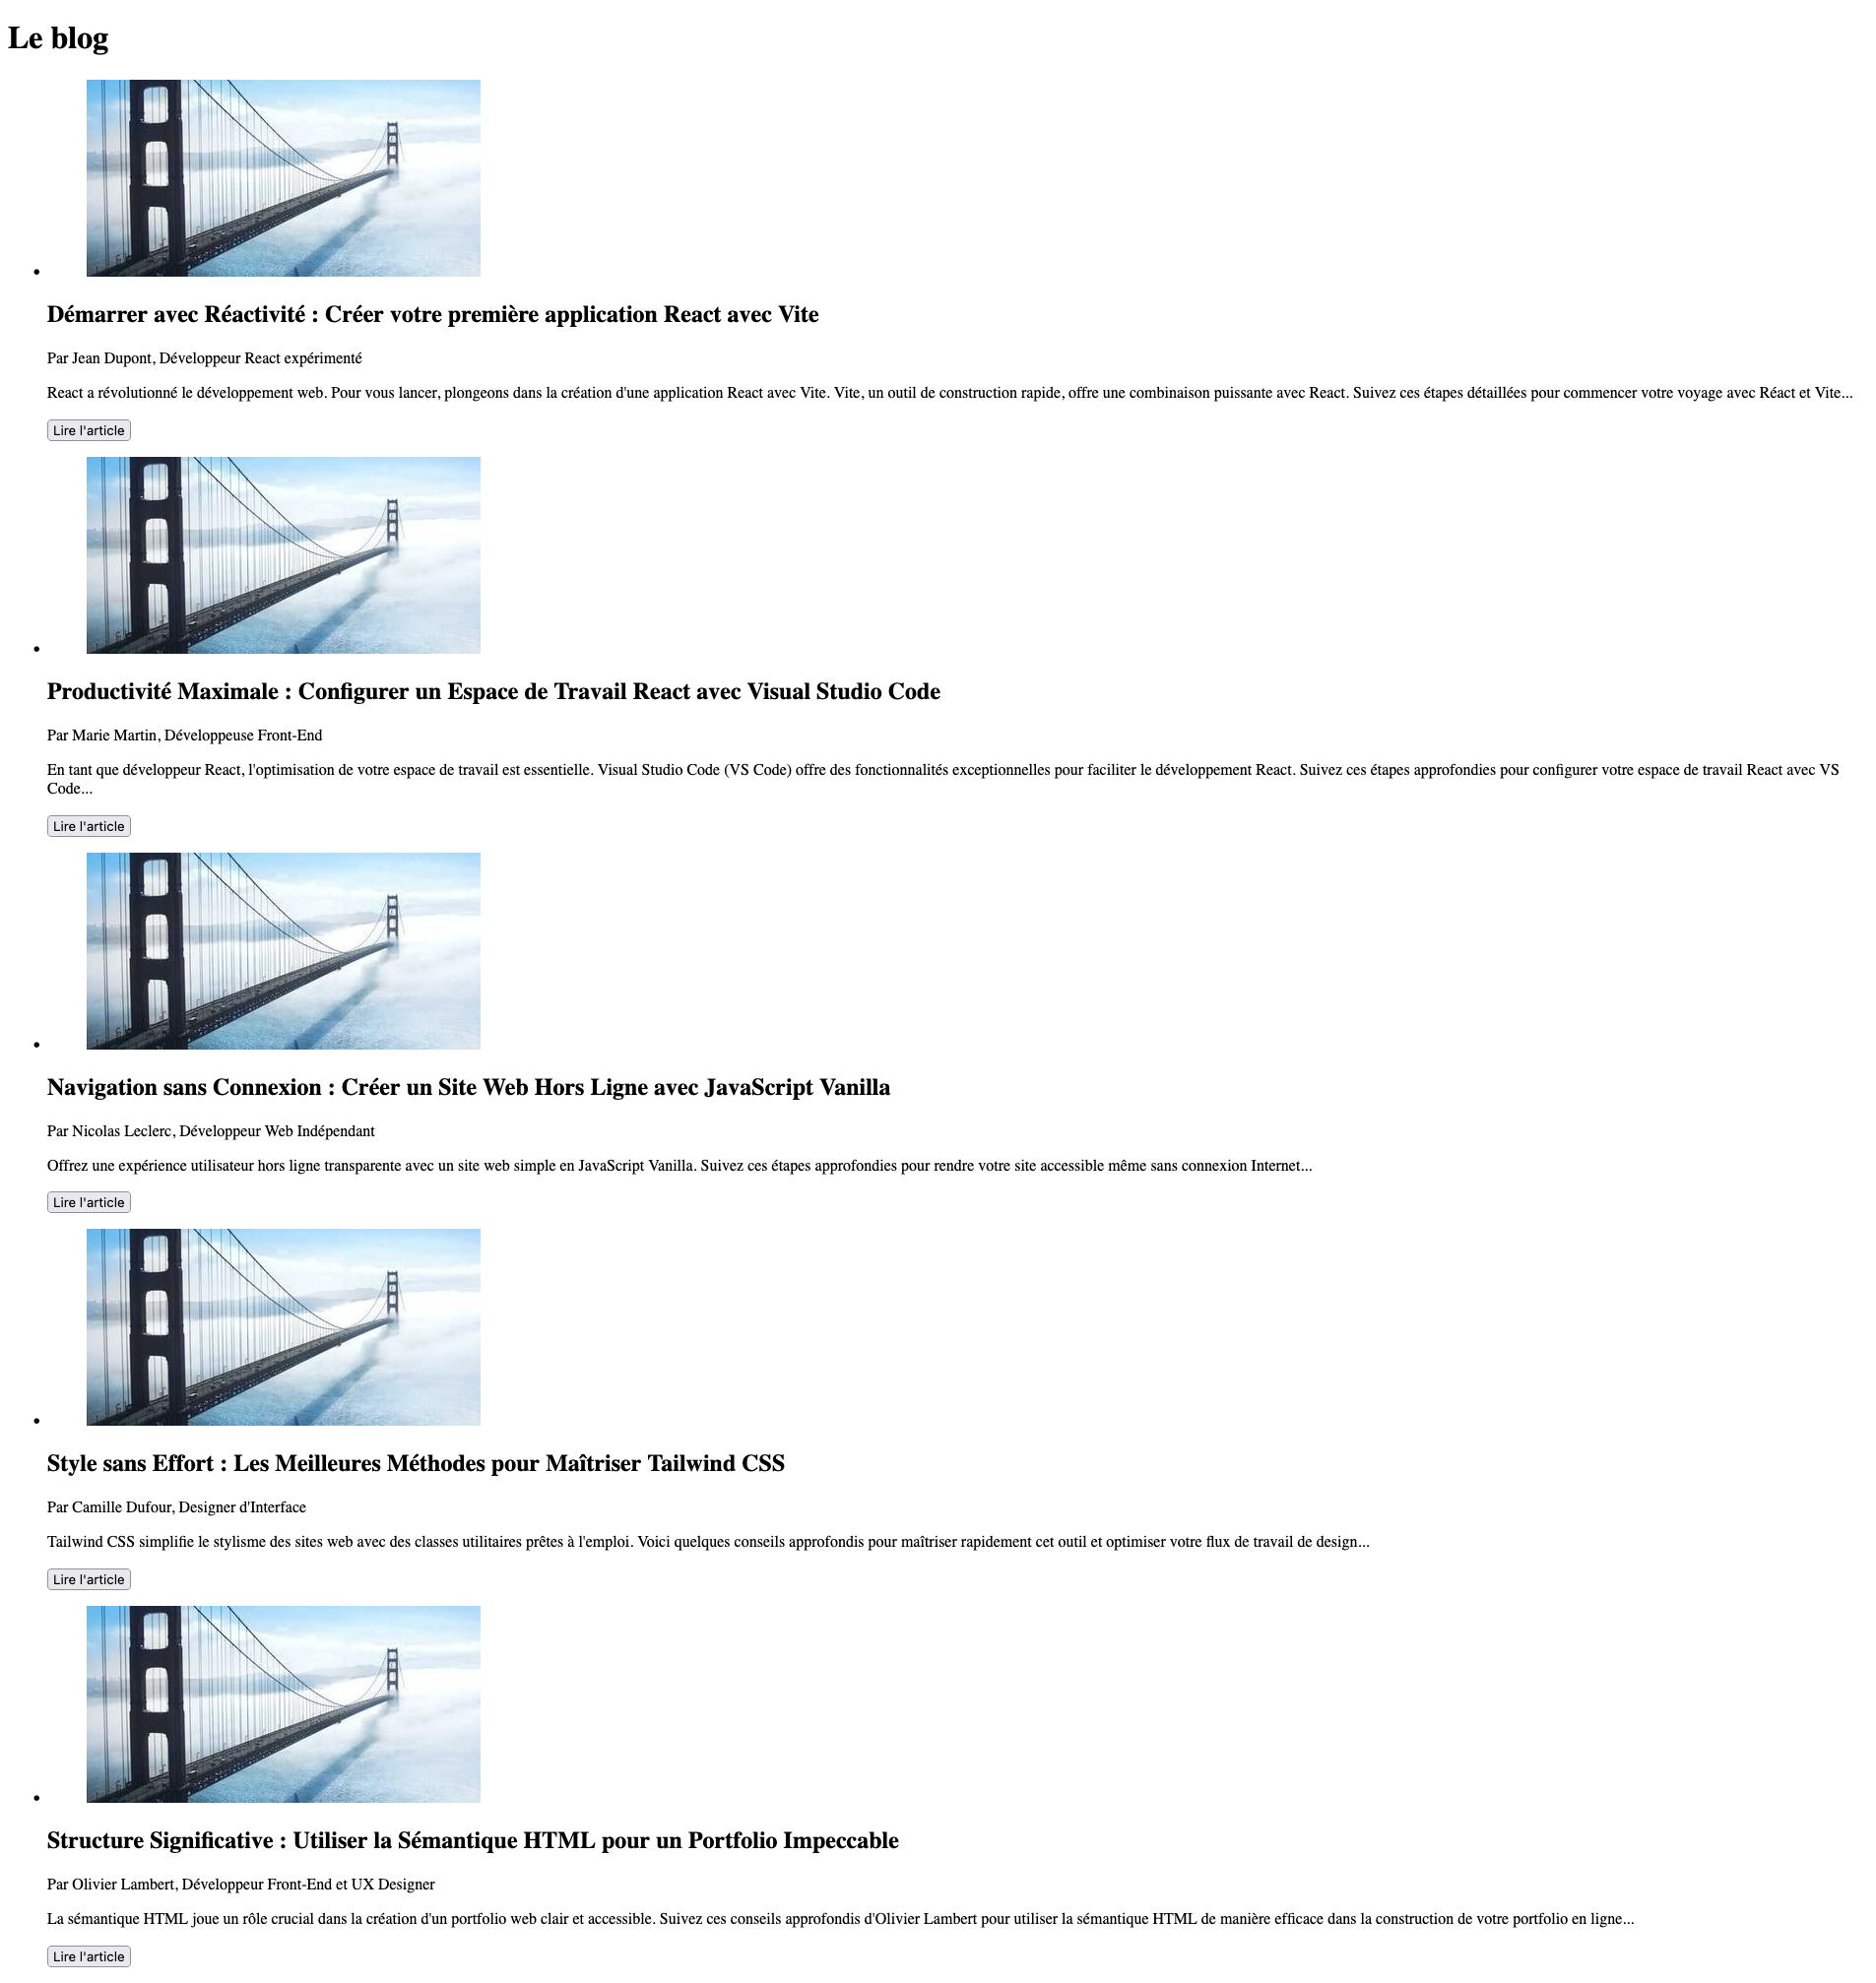 Le blog
Démarrer avec Réactivité : Créer votre première application React avec Vite
Par Jean Dupont, Développeur React expérimenté
React a révolutionné le développement web. Pour vous lancer, plongeons dans la création d'une application React avec Vite. Vite, un outil de construction rapide, offre une combinaison puissante avec React. Suivez ces étapes détaillées pour commencer votre voyage avec Réact et Vite...
Lire l'article
Productivité Maximale : Configurer un Espace de Travail React avec Visual Studio Code
Par Marie Martin, Développeuse Front-End
En tant que développeur React, l'optimisation de votre espace de travail est essentielle. Visual Studio Code (VS Code) offre des fonctionnalités exceptionnelles pour faciliter le développement React. Suivez ces étapes approfondies pour configurer votre espace de travail React avec VS
Code...
Lire l'article
Navigation sans Connexion : Créer un Site Web Hors Ligne avec JavaScript Vanilla
Par Nicolas Leclerc, Développeur Web Indépendant
Offrez une expérience utilisateur hors ligne transparente avec un site web simple en JavaScript Vanilla. Suivez ces étapes approfondies pour rendre votre site accessible même sans connexion Internet...
Lire l'article
Style sans Effort : Les Meilleures Méthodes pour Maîtriser Tailwind CSS
Par Camille Dufour, Designer d'Interface
Tailwind CSS simplifie le stylisme des sites web avec des classes utilitaires prêtes à l'emploi. Voici quelques conseils approfondis pour maîtriser rapidement cet outil et optimiser votre flux de travail de design...
Lire l'article
Structure Significative : Utiliser la Sémantique HTML pour un Portfolio Impeccable
Par Olivier Lambert, Développeur Front-End et UX Designer
La sémantique HTML joue un rôle crucial dans la création d'un portfolio web clair et accessible. Suivez ces conseils approfondis d'Olivier Lambert pour utiliser la sémantique HTML de manière efficace dans la construction de votre portfolio en ligne...
Lire l'article